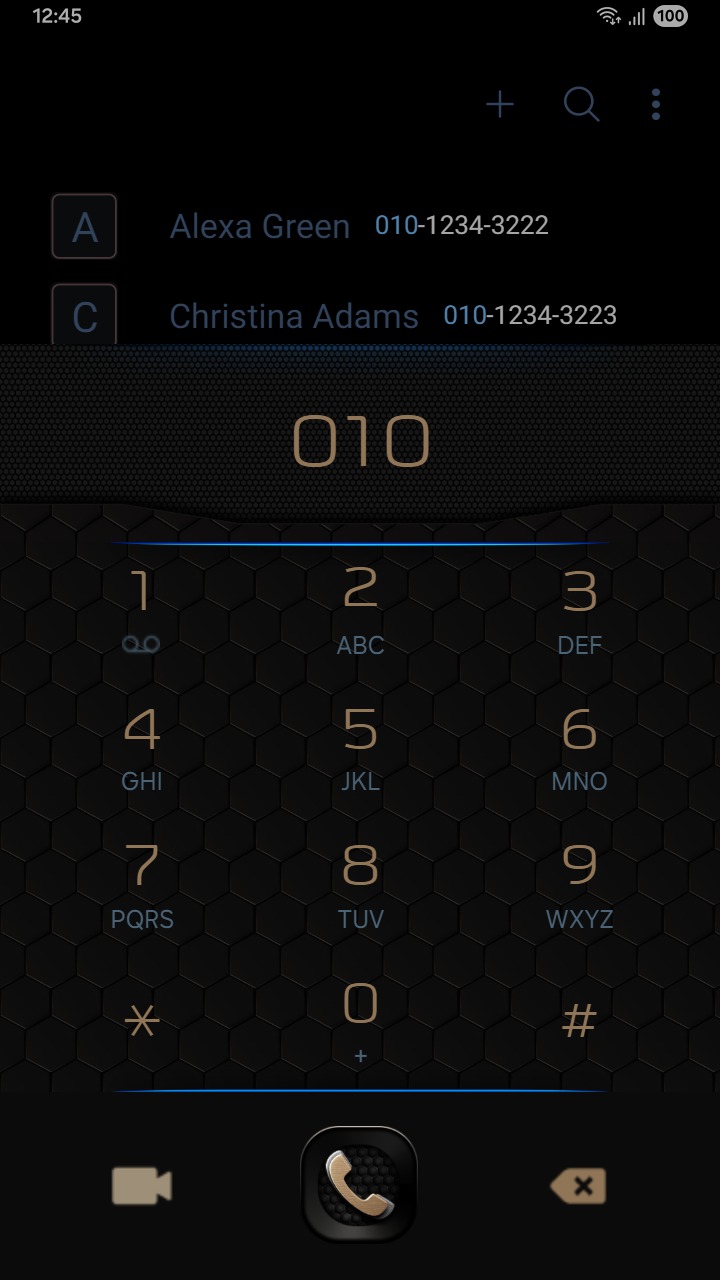 12:45 100
A Alexa Green 010-1234-3222
C Christina Adams 010-1234-3223
010
1 2 3
ABC DEF
4 5 6
GHI JKL MNO
7 8 9
PQRS TUV WXYZ
* 0 #
+